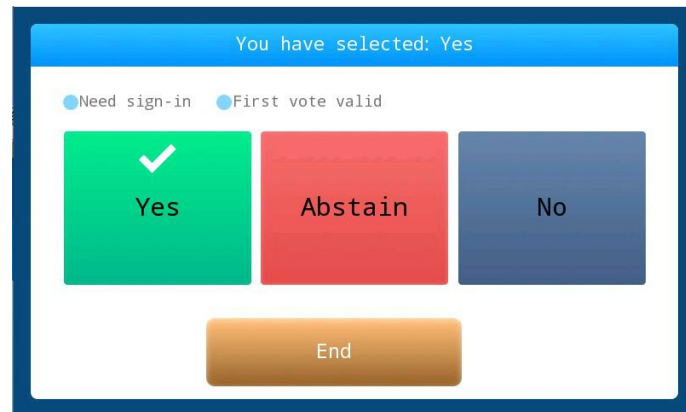 You have selected: Yes
Need sign-in First vote valid
Yes Abstain No
End